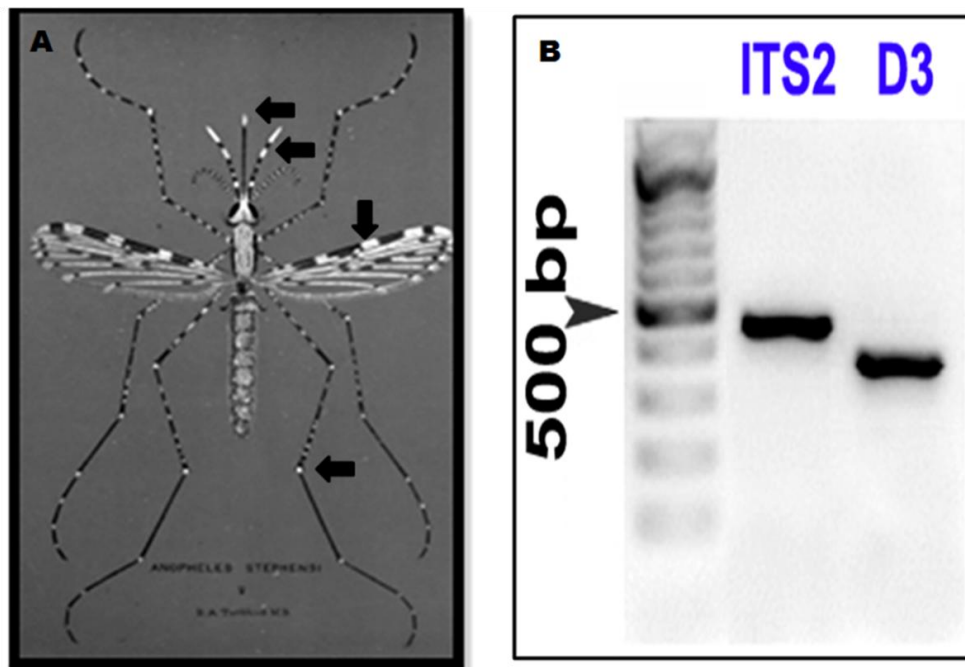 A
ANOPHELES STEPHENSI
♀
B
ITS2 D3
500 bp